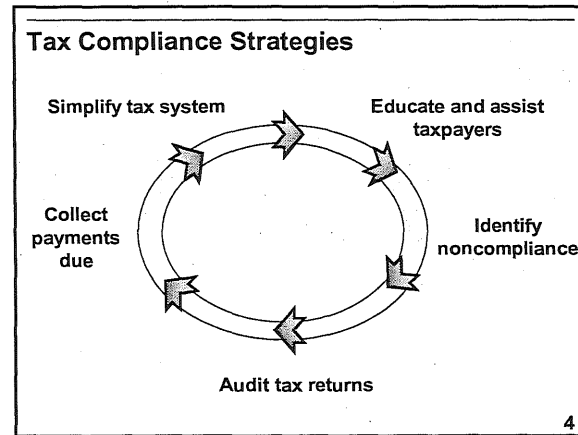 Tax Compliance Strategies
Simplify tax system
Educate and assist
taxpayers
Collect
payments
due
Identify
noncompliance
Audit tax returns
4